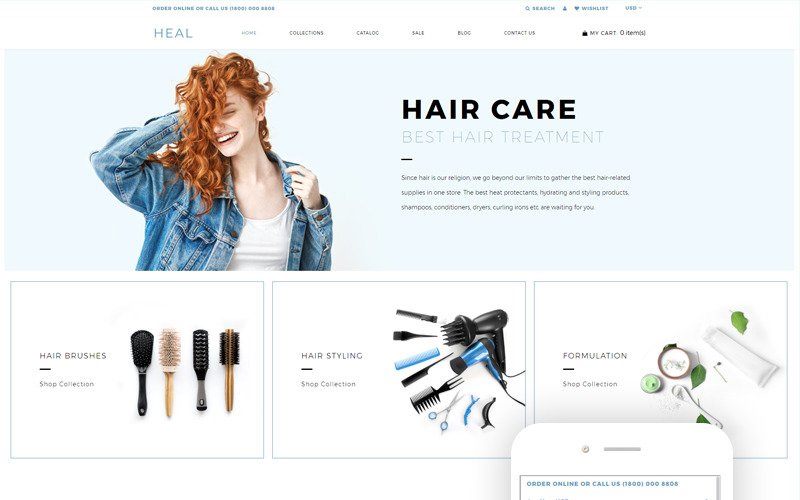 ORDER ONLINE OR CALL US (1800) 000 8808
SEARCH WISHLIST USD
HEAL
HOME COLLECTIONS CATALOG SALE BLOG CONTACT US
MY CART 0 item(s)
HAIR CARE
BEST HAIR TREATMENT
Since hair is our religion, we go beyond our limits to gather the best hair-related
supplies in one store. The best heat protectants, hydrating and styling products,
shampoos, conditioners, dryers, curling irons etc. are waiting for you.
HAIR BRUSHES
Shop Collection
HAIR STYLING
Shop Collection
FORMULATION
Shop Collection
ORDER ONLINE OR CALL US (1800) 000 8808